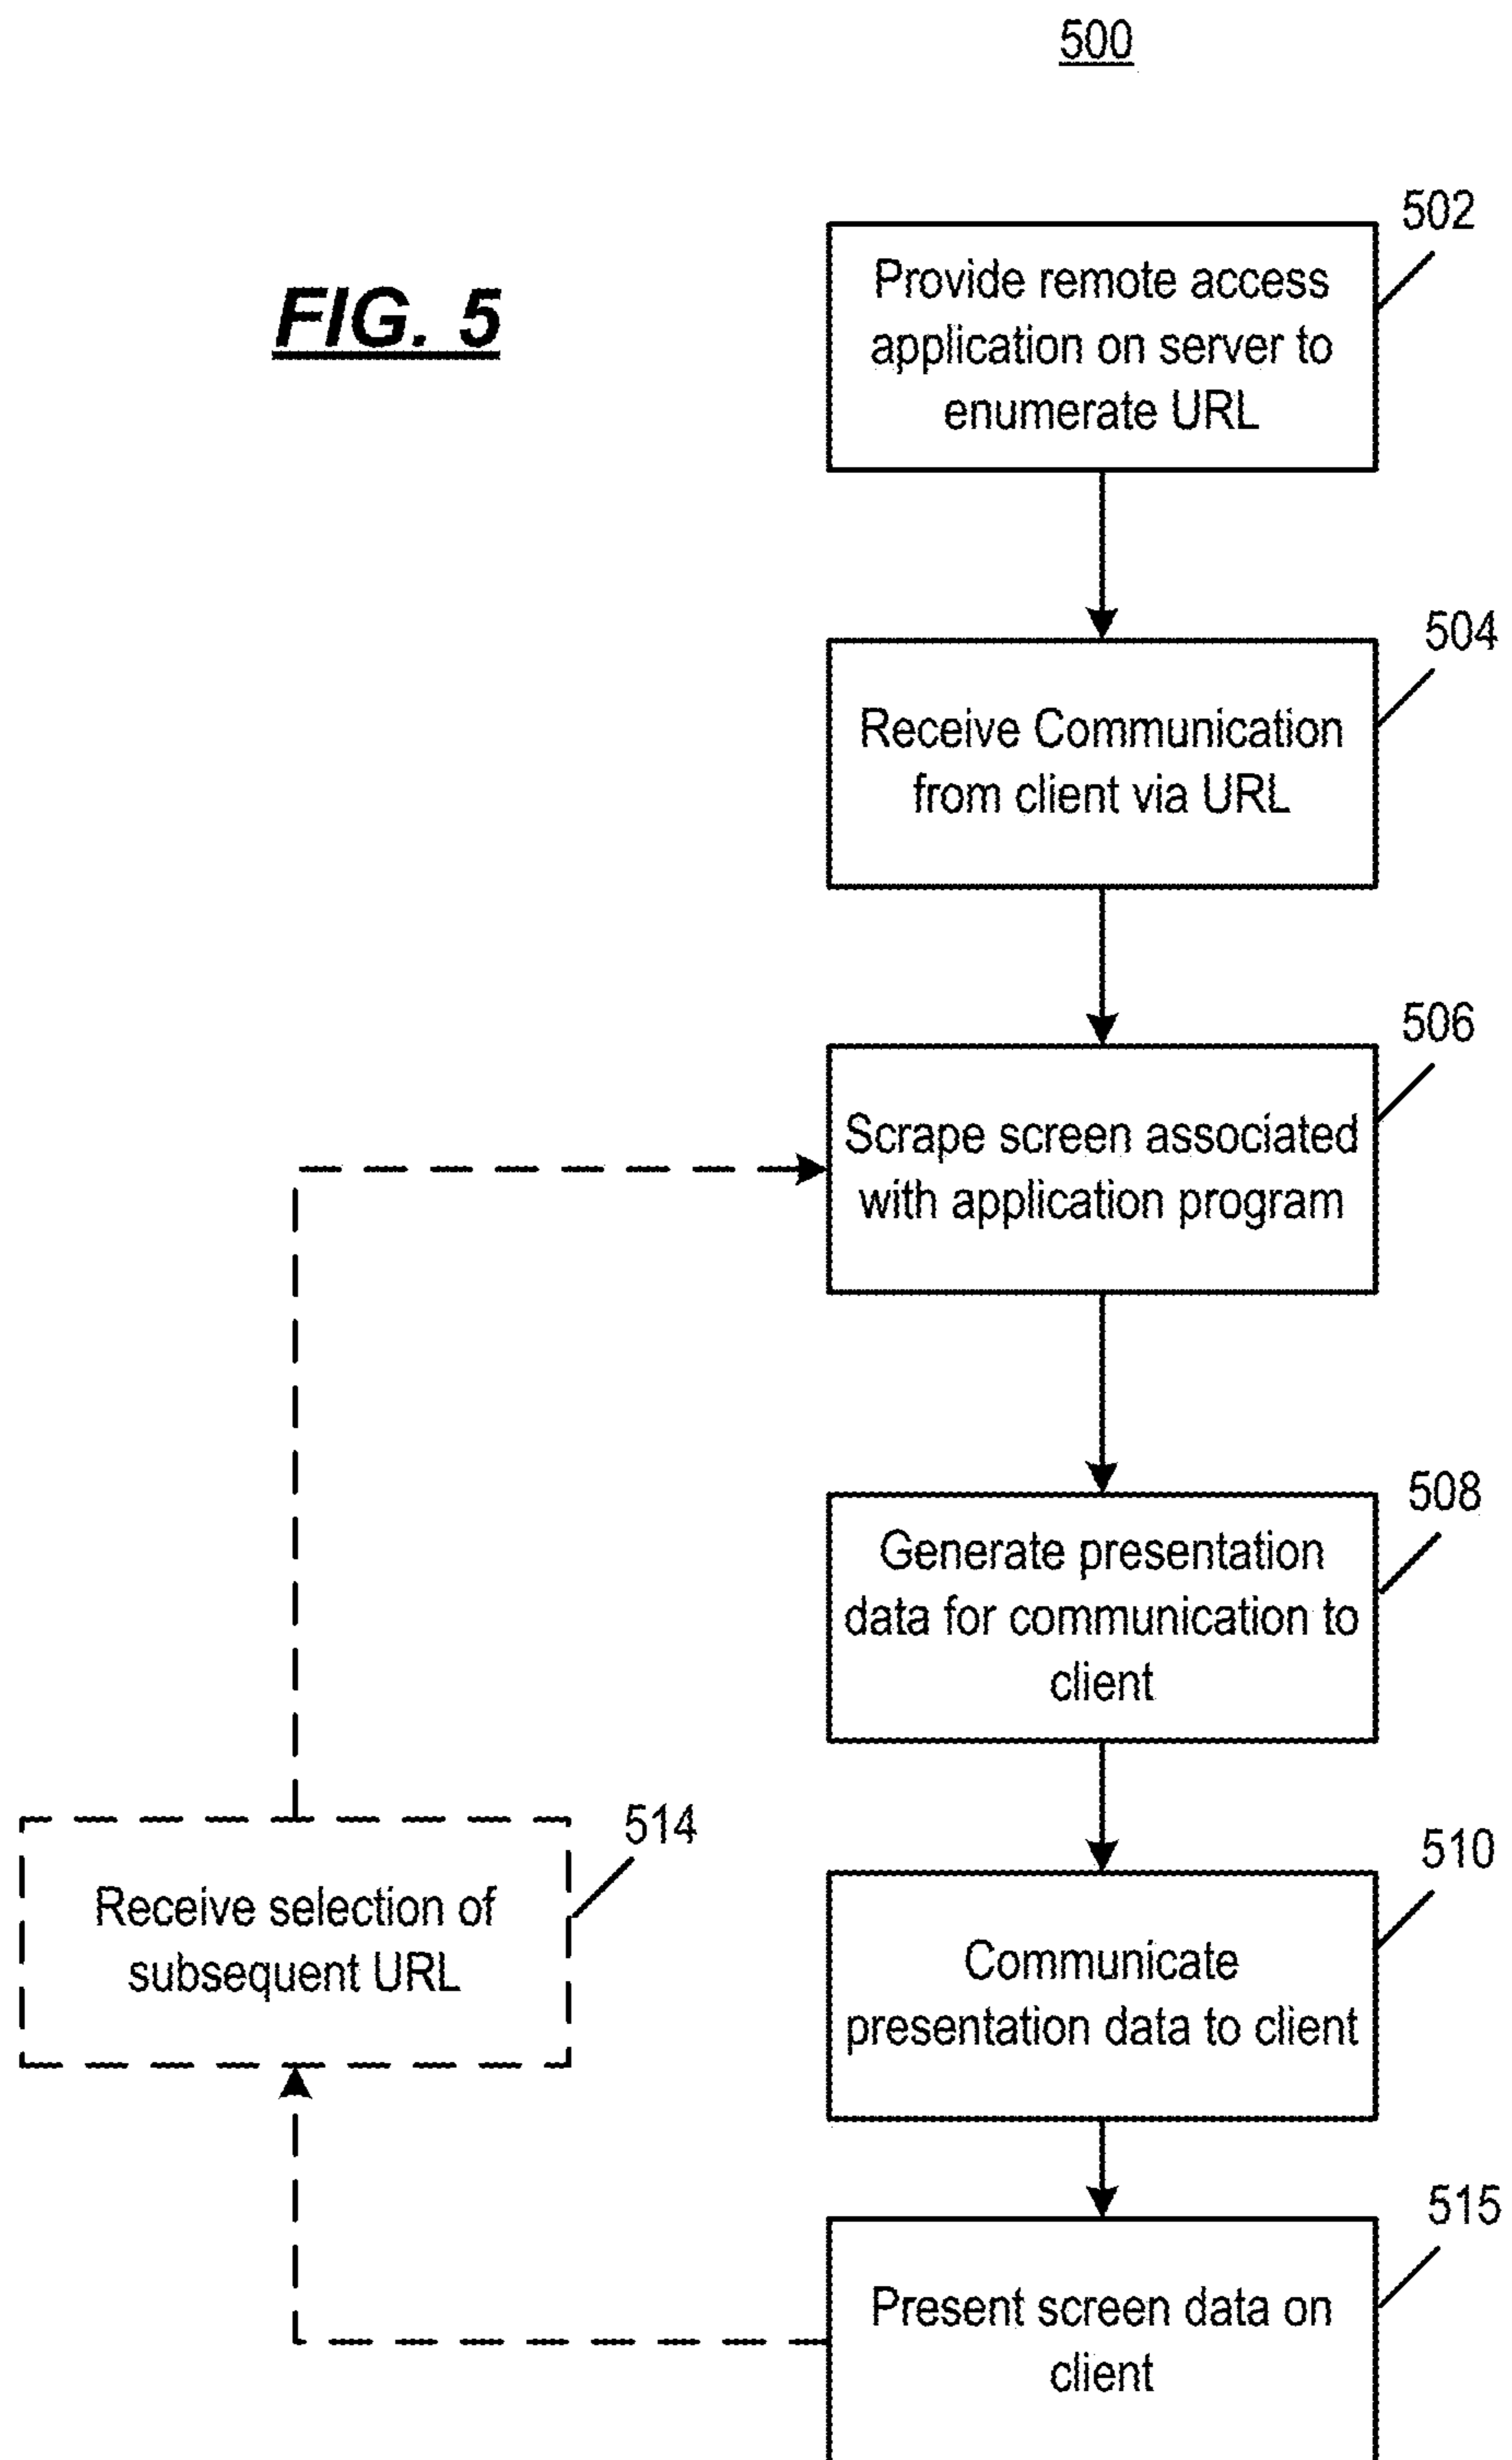 500
FIG. 5
502
Provide remote access
application on server to
enumerate URL
504
Receive Communication
from client via URL
506
Scrape screen associated
with application program
508
Generate presentation
data for communication to
client
514
Receive selection of
subsequent URL
510
Communicate
presentation data to client
515
Present screen data on
client